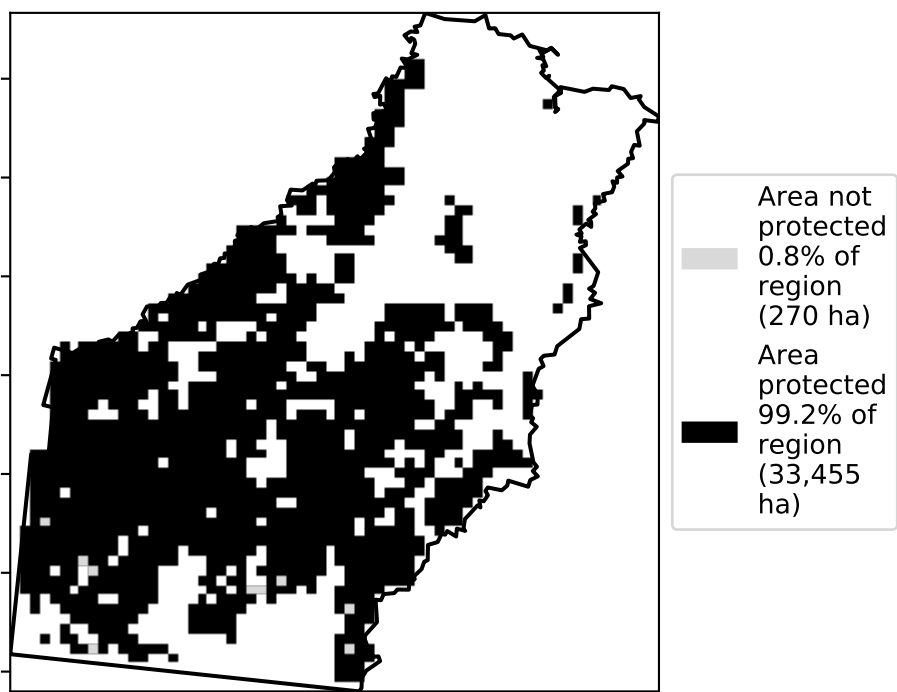 Area not
protected
0.8% of
region
(270 ha)
Area
protected
99.2% of
region
(33,455
ha)